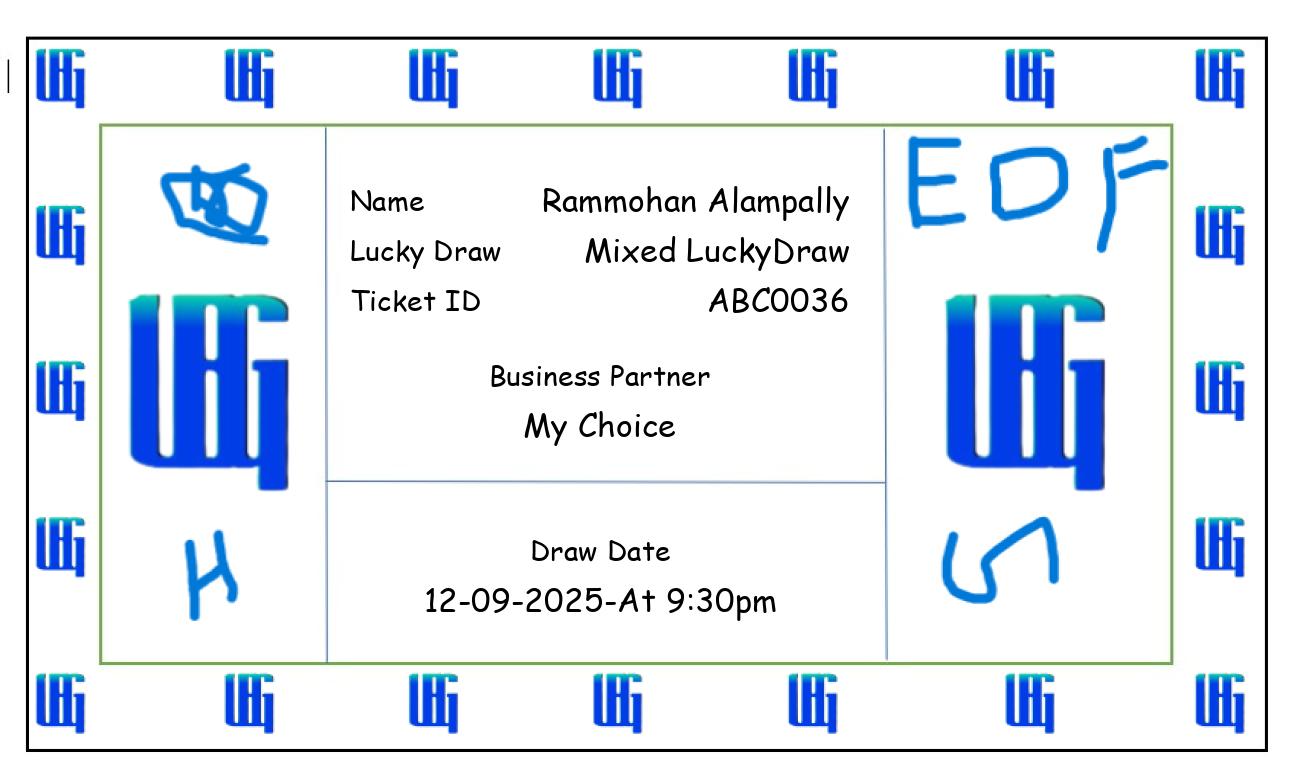 EDF
Name Rammohan Alampally
Lucky Draw Mixed LuckyDraw
Ticket ID ABC0036
Business Partner
My Choice
H
Draw Date
12-09-2025-At 9:30pm